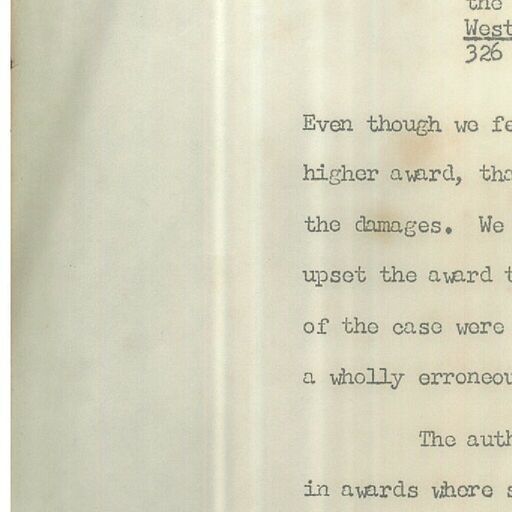 the
West
326
Even though we fe
higher award, tha
the damages. We
upset the award t
of the case were
a wholly erroneou
The auth
in awards where s